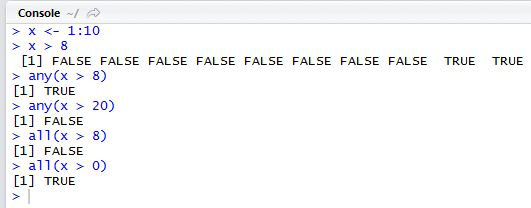 Console ~/
> x <- 1:10
> x > 8
 [1] FALSE FALSE FALSE FALSE FALSE FALSE FALSE FALSE  TRUE  TRUE
> any(x > 8)
[1] TRUE
> any(x > 20)
[1] FALSE
> all(x > 8)
[1] FALSE
> all(x > 0)
[1] TRUE
>